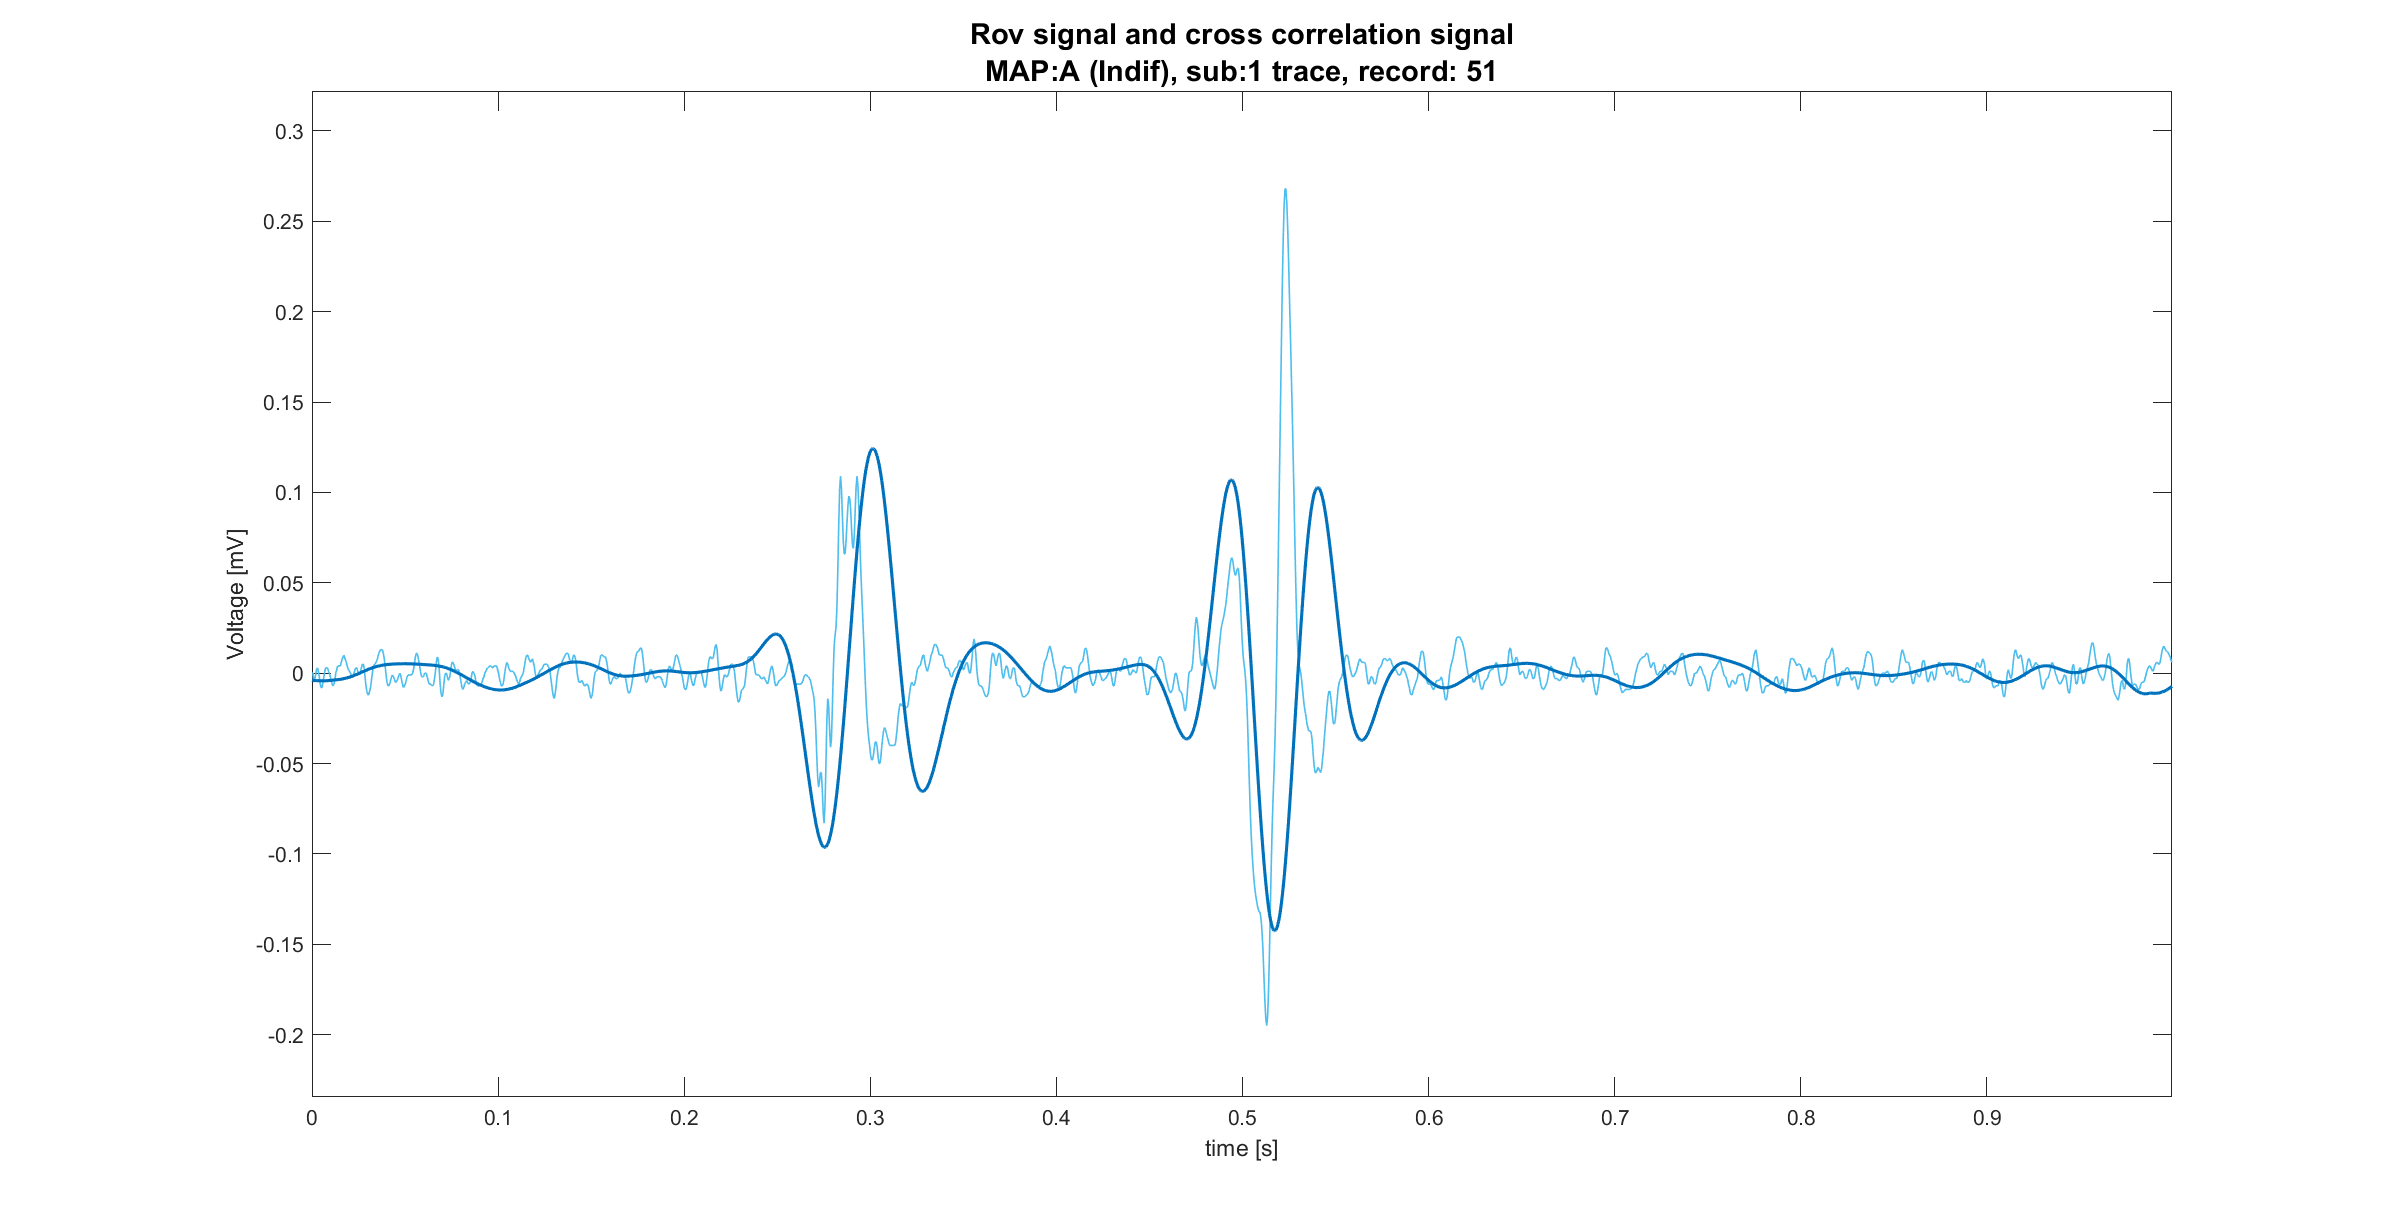 Rov signal and cross correlation signal
MAP:A (Indif), sub:1 trace, record: 51
0.3
0.25
0.2
0.15
0.1
0.05
0
-0.05
-0.1
-0.15
-0.2
Voltage [mV]
0 0.1 0.2 0.3 0.4 0.5 0.6 0.7 0.8 0.9
time [s]